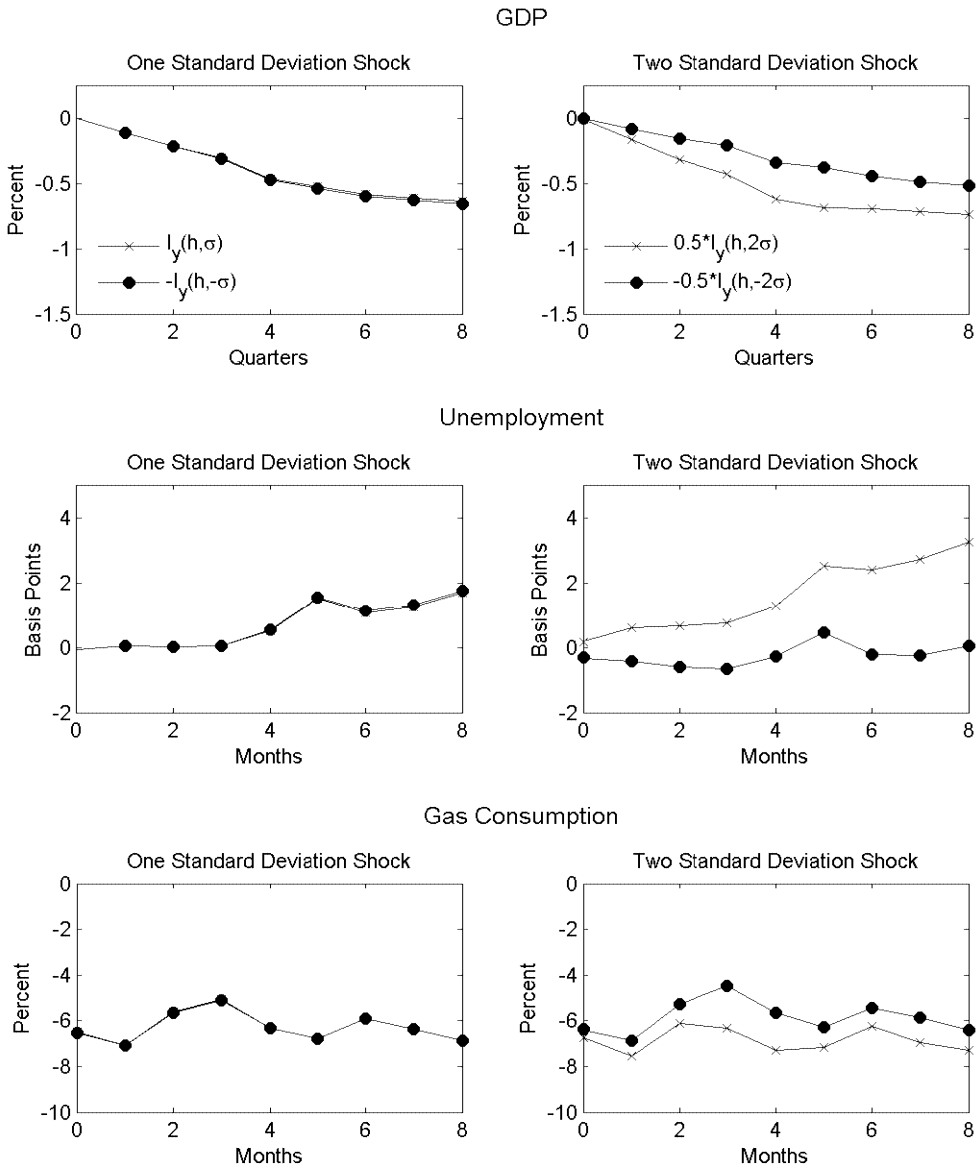 GDP
One Standard Deviation Shock
Two Standard Deviation Shock
0
-0.5
-1
-1.5
Percent
I_y(h,σ)
-I_y(h,-σ)
0 2 4 6 8
Quarters
0
-0.5
-1
-1.5
Percent
0.5*I_y(h,2σ)
-0.5*I_y(h,-2σ)
0 2 4 6 8
Quarters
Unemployment
One Standard Deviation Shock
Two Standard Deviation Shock
4
2
0
-2
Basis Points
0 2 4 6 8
Months
4
2
0
-2
Basis Points
0 2 4 6 8
Months
Gas Consumption
One Standard Deviation Shock
Two Standard Deviation Shock
0
-2
-4
-6
-8
-10
Percent
0 2 4 6 8
Months
0
-2
-4
-6
-8
-10
Percent
0 2 4 6 8
Months